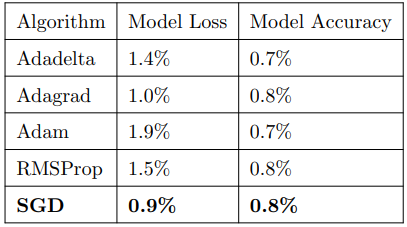 Algorithm Model Loss Model Accuracy
Adadelta 1.4% 0.7%
Adagrad 1.0% 0.8%
Adam 1.9% 0.7%
RMSProp 1.5% 0.8%
SGD 0.9% 0.8%